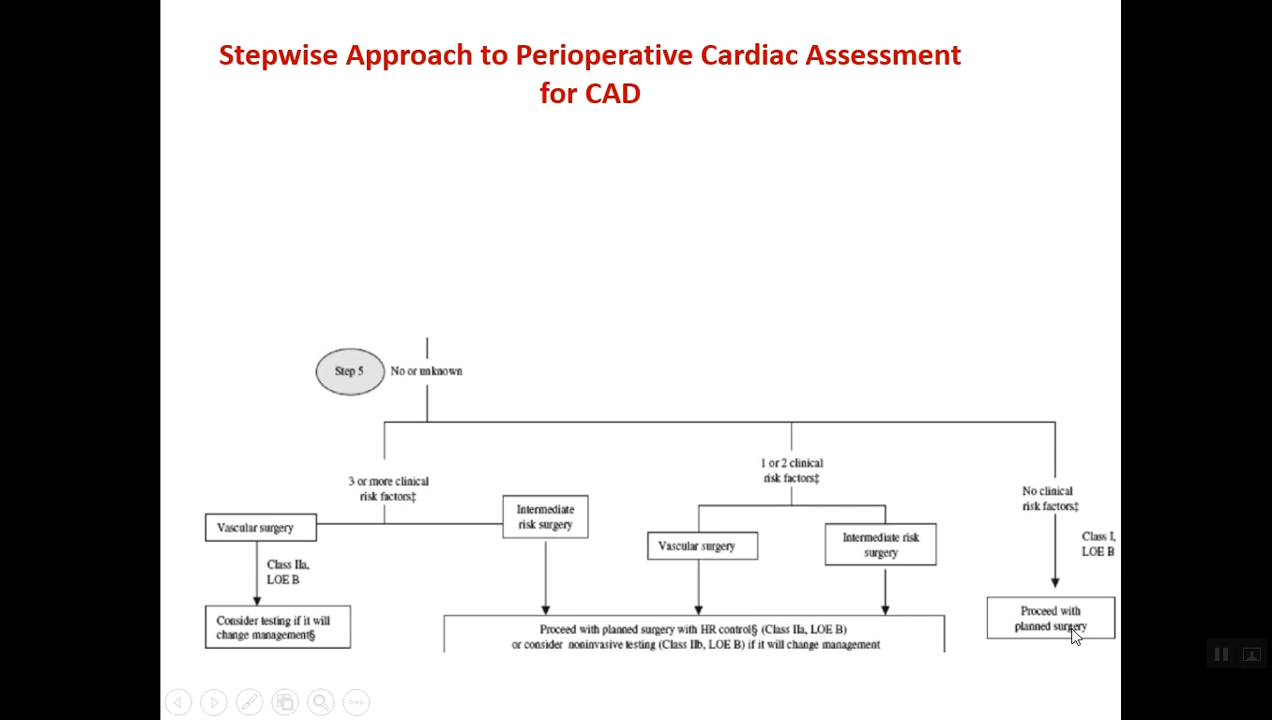 Stepwise Approach to Perioperative Cardiac Assessment
for CAD
Step 5
No or unknown
3 or more clinical
risk factors‡
1 or 2 clinical
risk factors‡
No clinical
risk factors‡
Vascular surgery
Intermediate
risk surgery
Vascular surgery
Intermediate risk
surgery
Class IIa,
LOE B
Class I,
LOE B
Consider testing if it will
change management§
Proceed with planned surgery with HR control§ (Class IIa, LOE B)
or consider noninvasive testing (Class IIb, LOE B) if it will change management
Proceed with
planned surgery